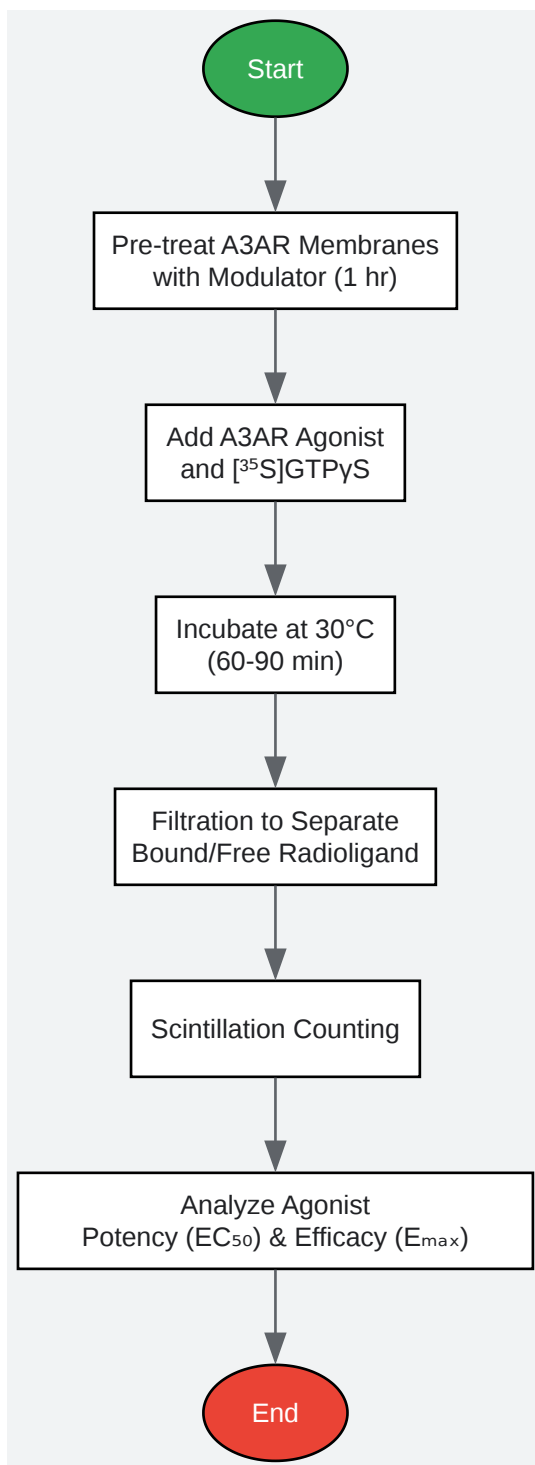 Start
Pre-treat A3AR Membranes
with Modulator (1 hr)
Add A3AR Agonist
and [³⁵S]GTPγS
Incubate at 30°C
(60-90 min)
Filtration to Separate
Bound/Free Radioligand
Scintillation Counting
Analyze Agonist
Potency (EC₅₀) & Efficacy (Eₘₐₓ)
End